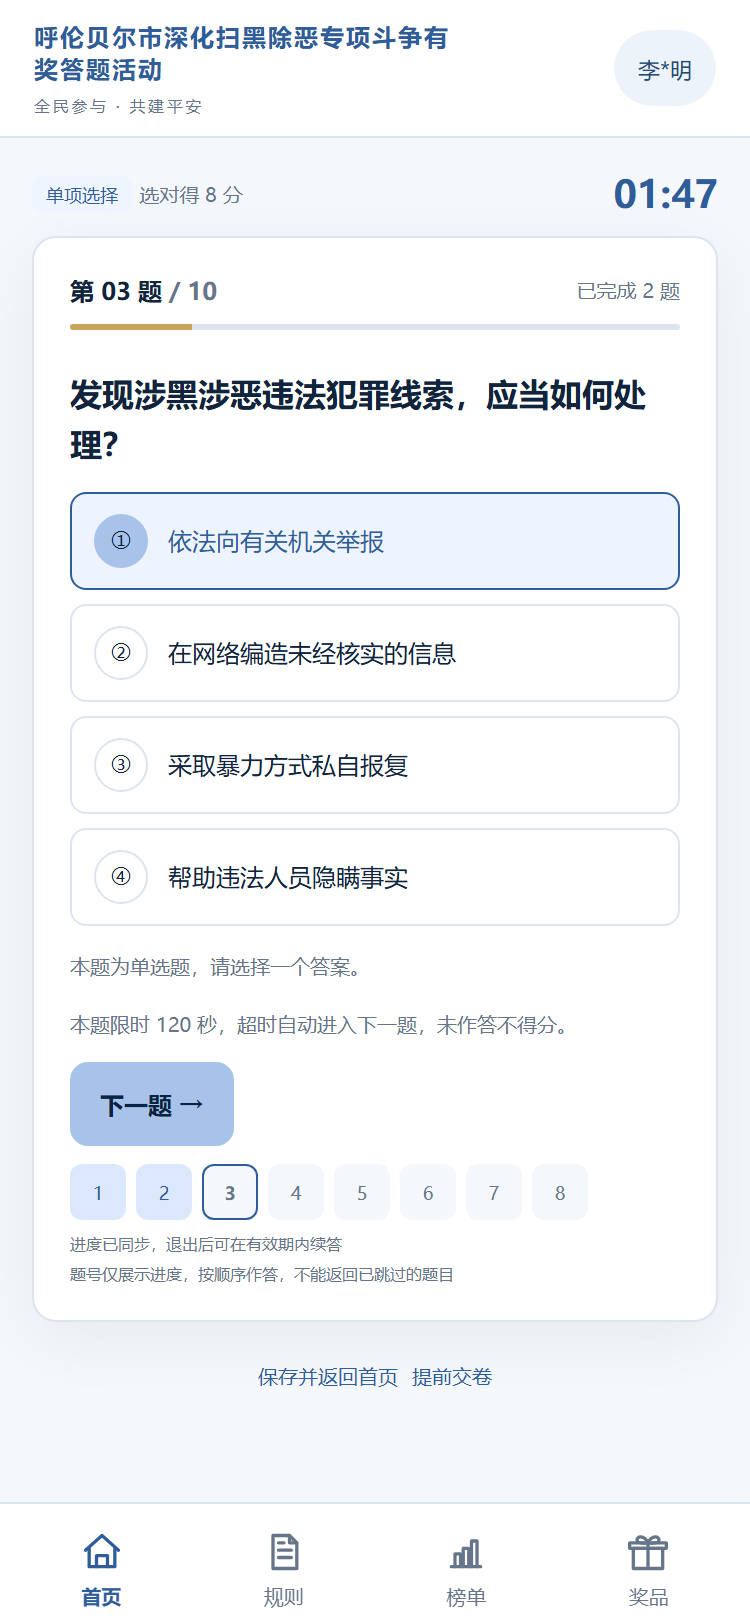 呼伦贝尔市深化扫黑除恶专项斗争有
奖答题活动
全民参与 · 共建平安
李*明
单项选择 选对得 8 分
01:47
第 03 题 / 10
已完成 2 题
发现涉黑涉恶违法犯罪线索，应当如何处
理？
① 依法向有关机关举报
② 在网络编造未经核实的信息
③ 采取暴力方式私自报复
④ 帮助违法人员隐瞒事实
本题为单选题，请选择一个答案。
本题限时 120 秒，超时自动进入下一题，未作答不得分。
下一题 →
1 2 3 4 5 6 7 8
进度已同步，退出后可在有效期内续答
题号仅展示进度，按顺序作答，不能返回已跳过的题目
保存并返回首页 提前交卷
首页 规则 榜单 奖品